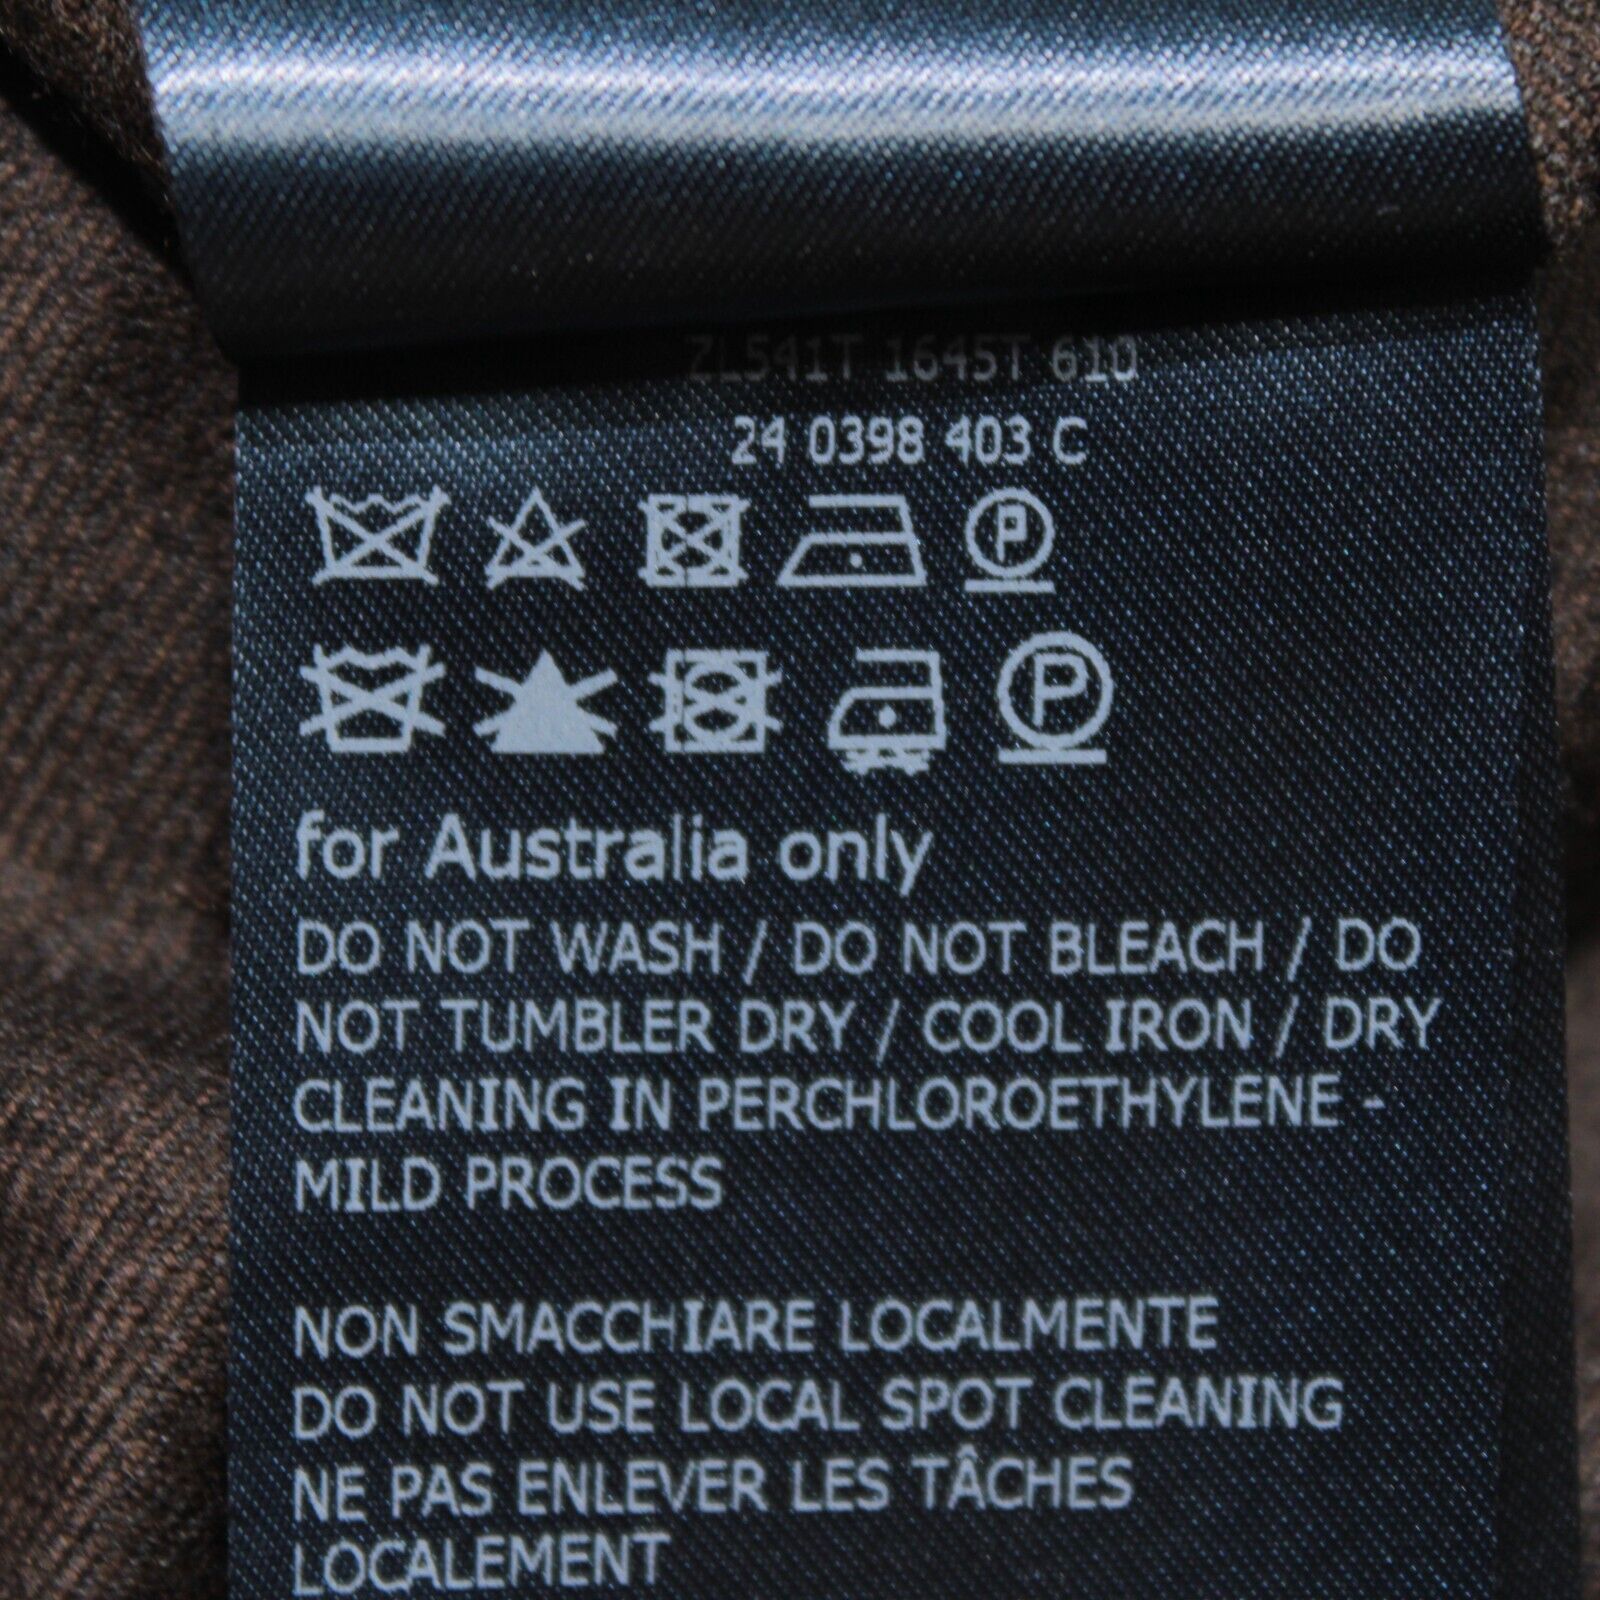 ZL541T 1645T 610
24 0398 403 C
P
P
for Australia only
DO NOT WASH / DO NOT BLEACH / DO
NOT TUMBLER DRY / COOL IRON / DRY
CLEANING IN PERCHLOROETHYLENE -
MILD PROCESS
NON SMACCHIARE LOCALMENTE
DO NOT USE LOCAL SPOT CLEANING
NE PAS ENLEVER LES TÂCHES
LOCALEMENT